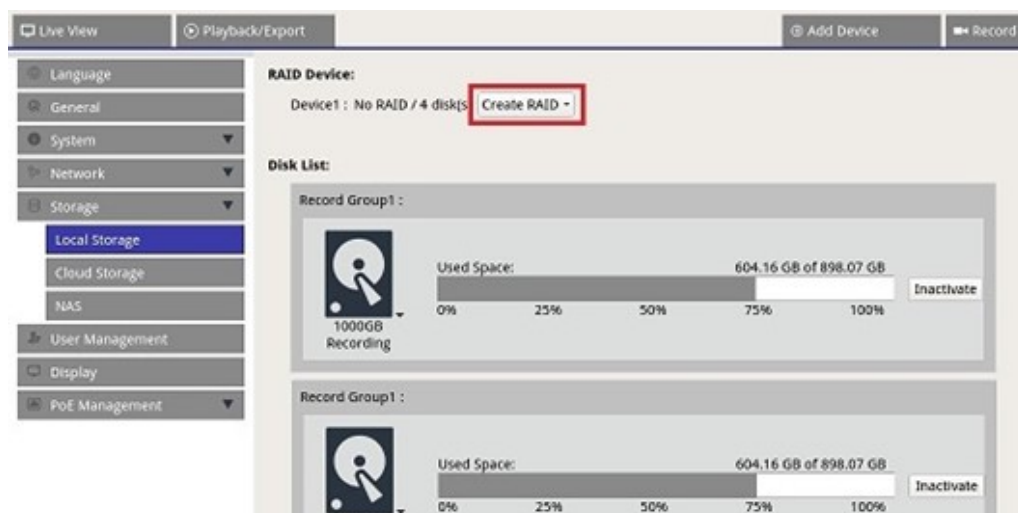 Live View
Playback/Export
Add Device
Record
Language
General
System
Network
Storage
Local Storage
Cloud Storage
NAS
User Management
Display
PoE Management
RAID Device:
Device1 : No RAID / 4 disk(s
Create RAID
Disk List:
Record Group1 :
Used Space:
604.16 GB of 898.07 GB
0% 25% 50% 75% 100%
Inactivate
1000GB
Recording
Record Group1 :
Used Space:
604.16 GB of 898.07 GB
0% 25% 50% 75% 100%
Inactivate